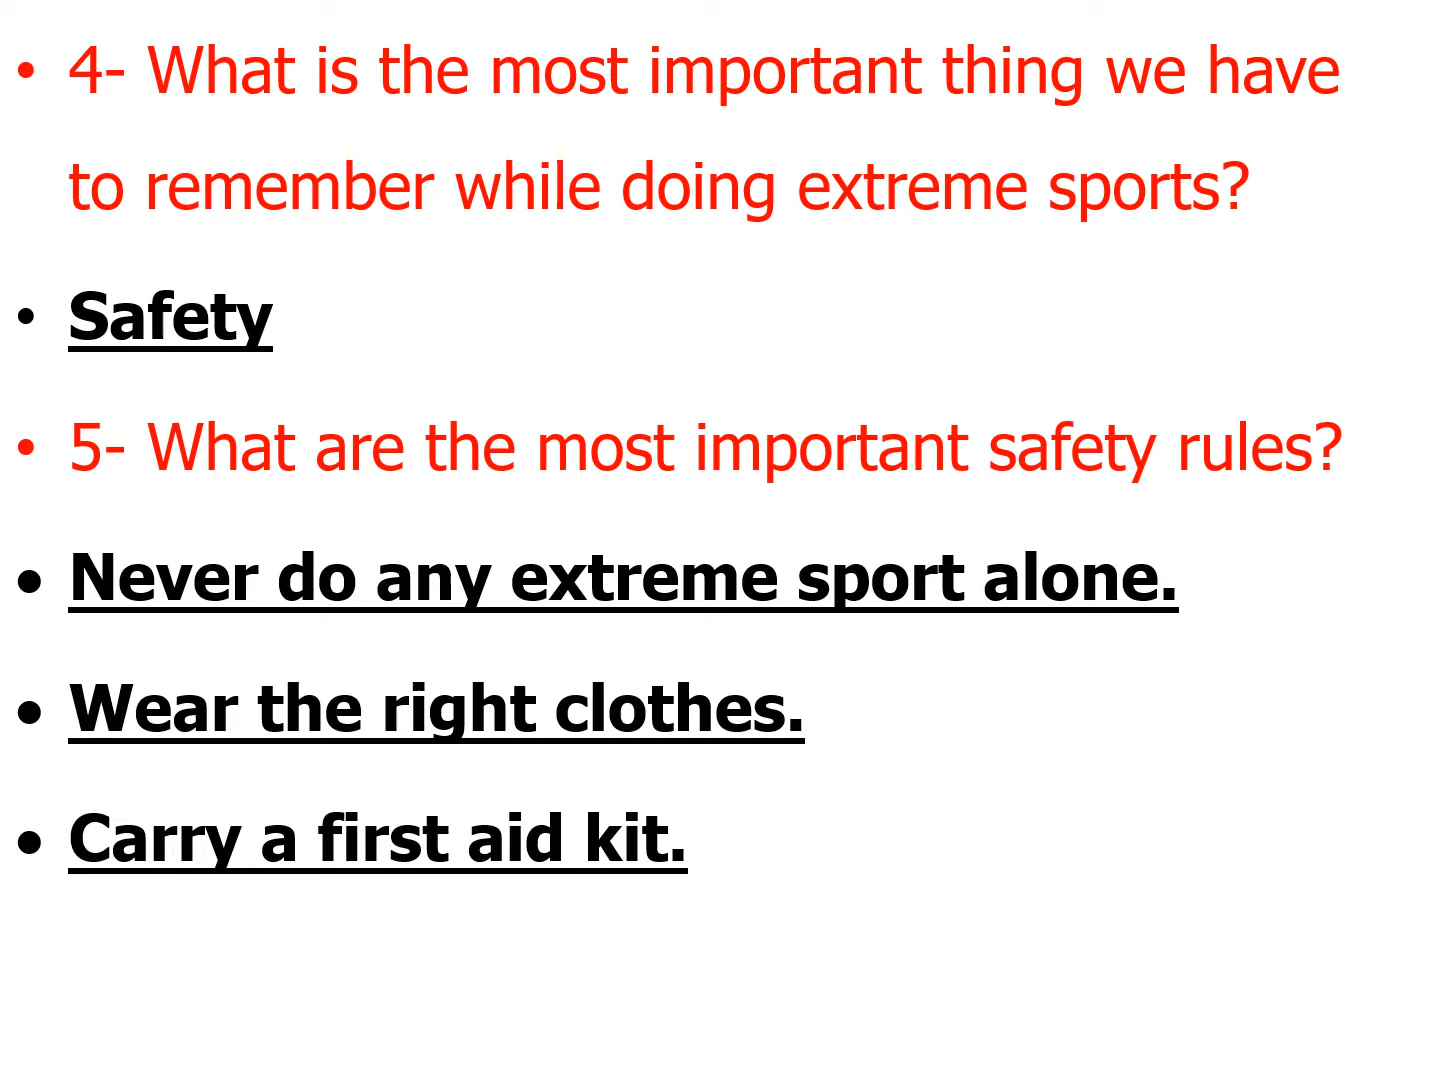 • 4- What is the most important thing we have
to remember while doing extreme sports?
• Safety
• 5- What are the most important safety rules?
• Never do any extreme sport alone.
• Wear the right clothes.
• Carry a first aid kit.